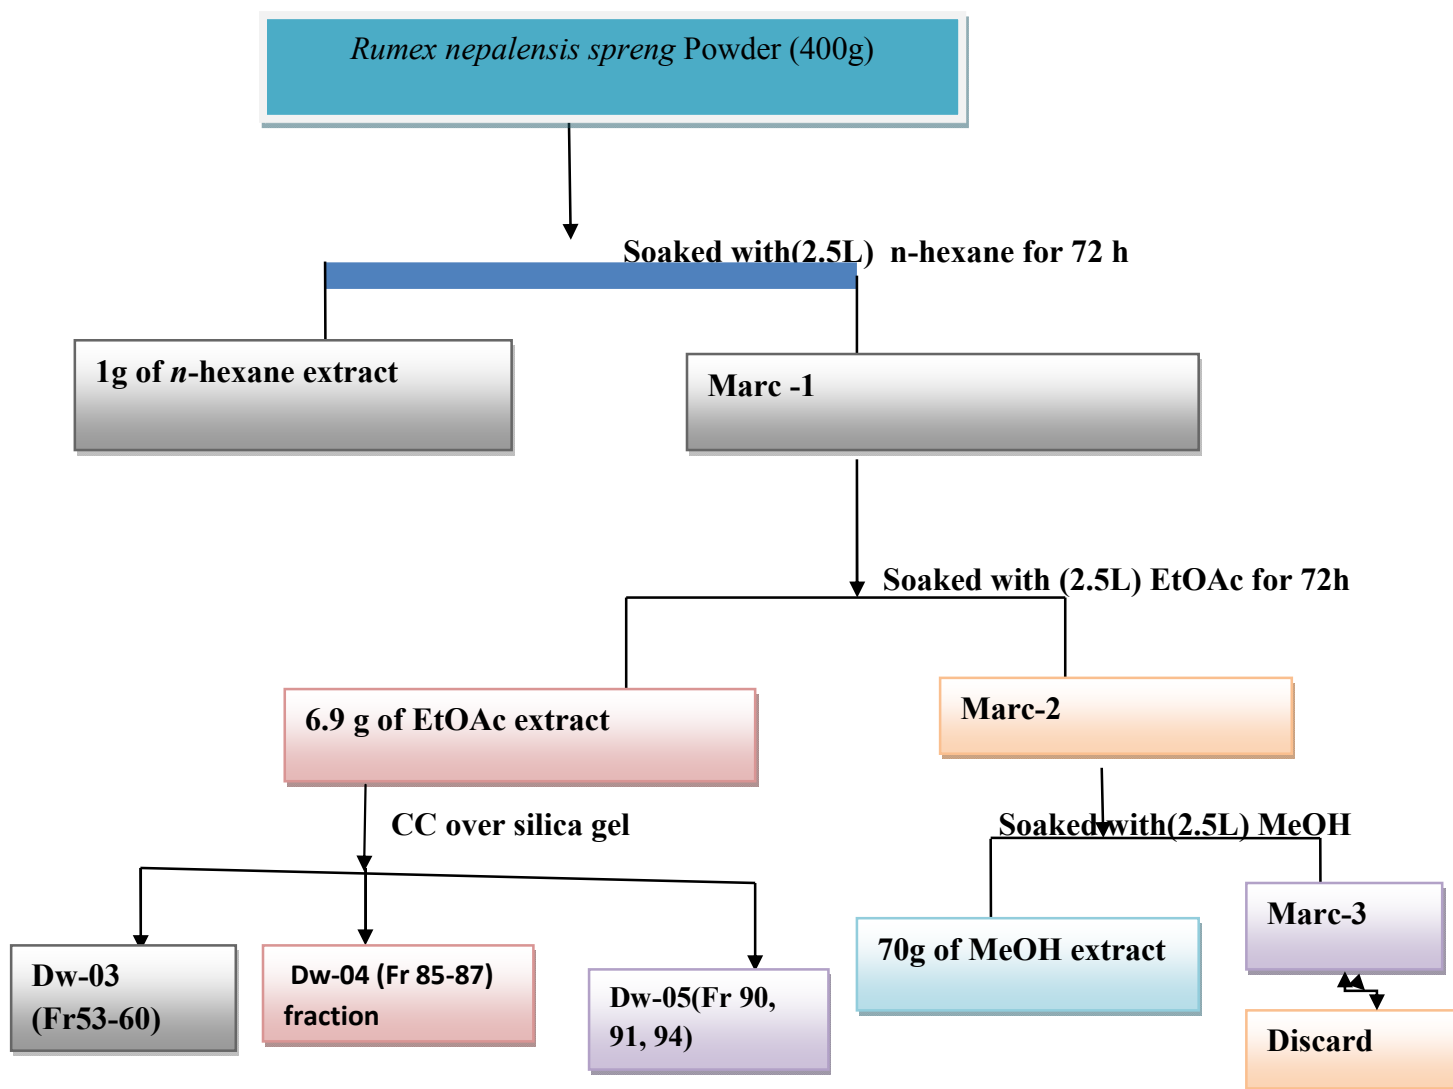 Rumex nepalensis spreng Powder (400g)
Soaked with(2.5L)  n-hexane for 72 h
1g of n-hexane extract
Marc -1
Soaked with (2.5L) EtOAc for 72h
6.9 g of EtOAc extract
Marc-2
CC over silica gel
Soaked with(2.5L) MeOH
Dw-03
(Fr53-60)
Dw-04 (Fr 85-87)
fraction
Dw-05(Fr 90,
91, 94)
70g of MeOH extract
Marc-3
Discard